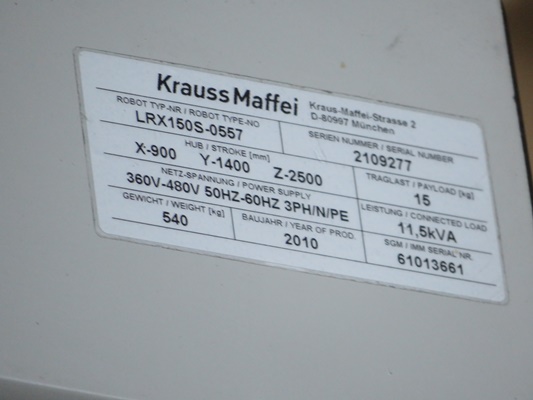 KraussMaffei
Kraus-Maffei-Strasse 2
D-80997 München
ROBOT TYP-NR / ROBOT TYPE-NO
LRX150S-0557
SERIEN NUMMER / SERIAL NUMBER
2109277
HUB / STROKE [mm]
X-900 Y-1400 Z-2500
TRAGLAST / PAYLOAD [kg]
15
NETZ-SPANNUNG / POWER SUPPLY
360V-480V 50HZ-60HZ 3PH/N/PE
LEISTUNG / CONNECTED LOAD
11,5kVA
GEWICHT / WEIGHT [kg]
540
BAUJAHR / YEAR OF PROD.
2010
SGM / IMM SERIAL NR.
61013661